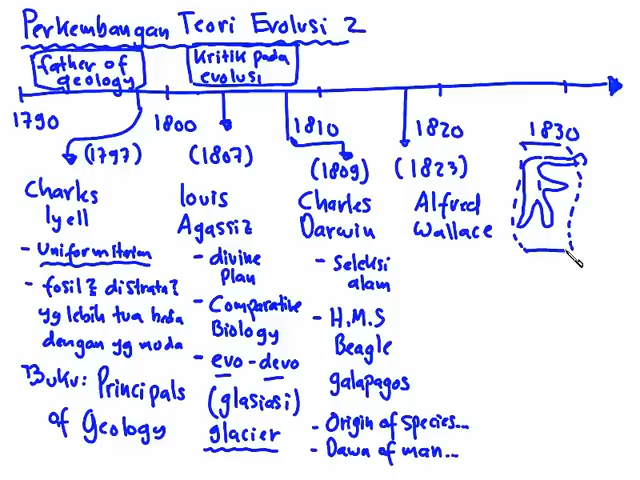 Perkembangan Teori Evolusi 2
father of
geology
kritik pada
evolusi
1790
1800
1810
1820
1830
(1797)
(1807)
(1809)
(1823)
Charles
lyell
- Uniformitarian
- fosil² distrata²
yg lebih tua beda
dengan yg muda
Buku: Principals
of Geology
louis
Agassiz
- divine
plan
- Comparative
Biology
- evo-devo
(glasiasi)
glacier
Charles
Darwin
- Seleksi
alam
- H.M.S
Beagle
galapagos
- Origin of species...
- Dawn of man...
Alfred
Wallace